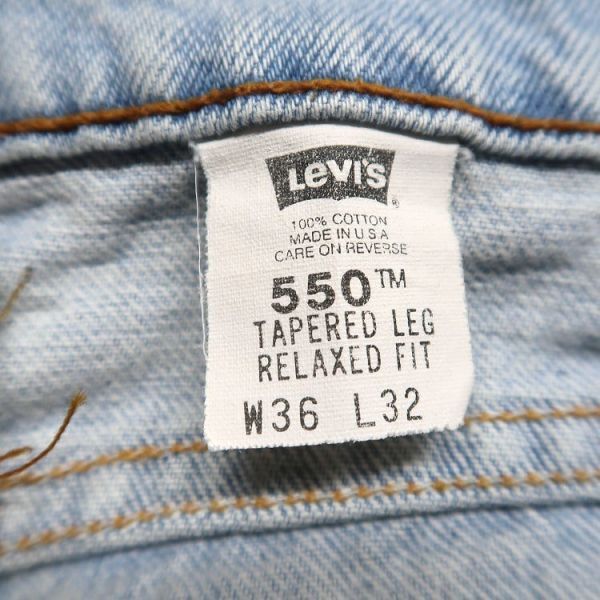 LEVI'S ®
100% COTTON
MADE IN U.S.A
CARE ON REVERSE
550™
TAPERED LEG
RELAXED FIT
W36 L32